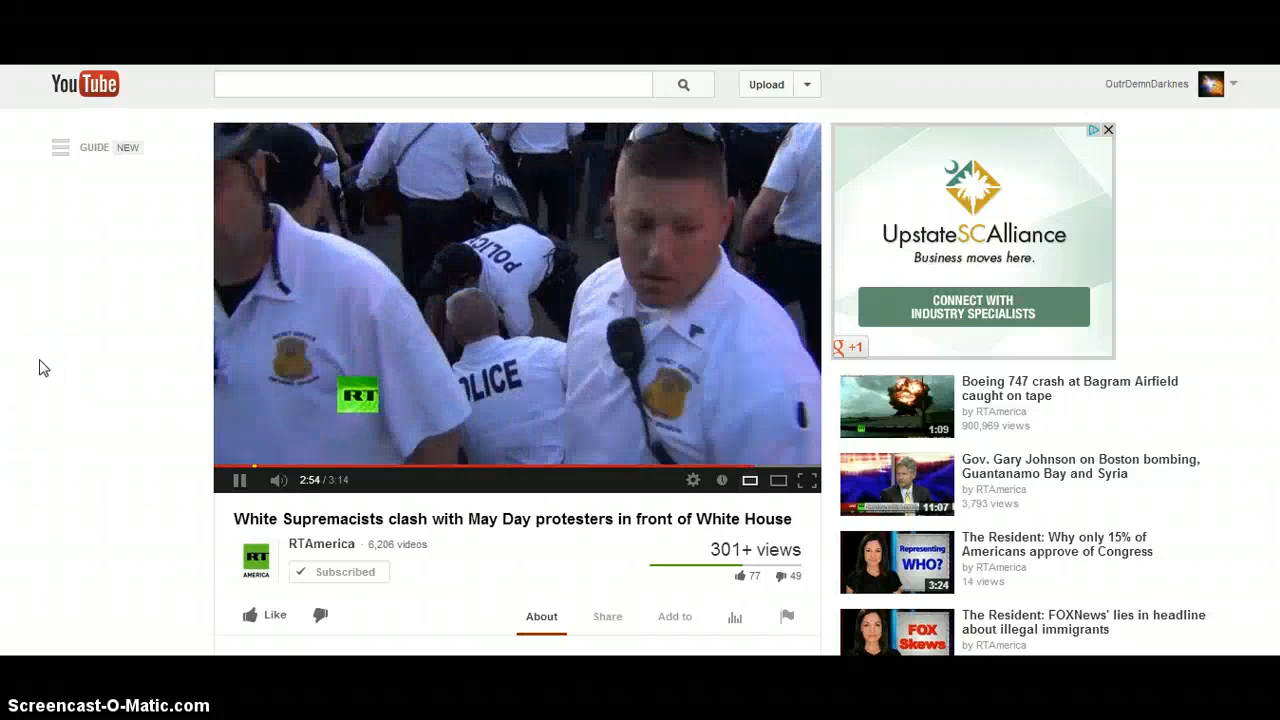 YouTube
Upload
OutrDemnDarknes
GUIDE NEW
POLICE
POLICE
SECRET SERVICE
RT
2:54 / 3:14
White Supremacists clash with May Day protesters in front of White House
RT
AMERICA
RTAmerica · 6,206 videos
Subscribed
301+ views
77 49
Like
About Share Add to
UpstateSCAlliance
Business moves here.
CONNECT WITH
INDUSTRY SPECIALISTS
g +1
1:09
Boeing 747 crash at Bagram Airfield
caught on tape
by RTAmerica
900,969 views
11:07
Gov. Gary Johnson on Boston bombing,
Guantanamo Bay and Syria
by RTAmerica
3,793 views
Representing
WHO?
3:24
The Resident: Why only 15% of
Americans approve of Congress
by RTAmerica
14 views
FOX
Skews
The Resident: FOXNews' lies in headline
about illegal immigrants
by RTAmerica
Screencast-O-Matic.com